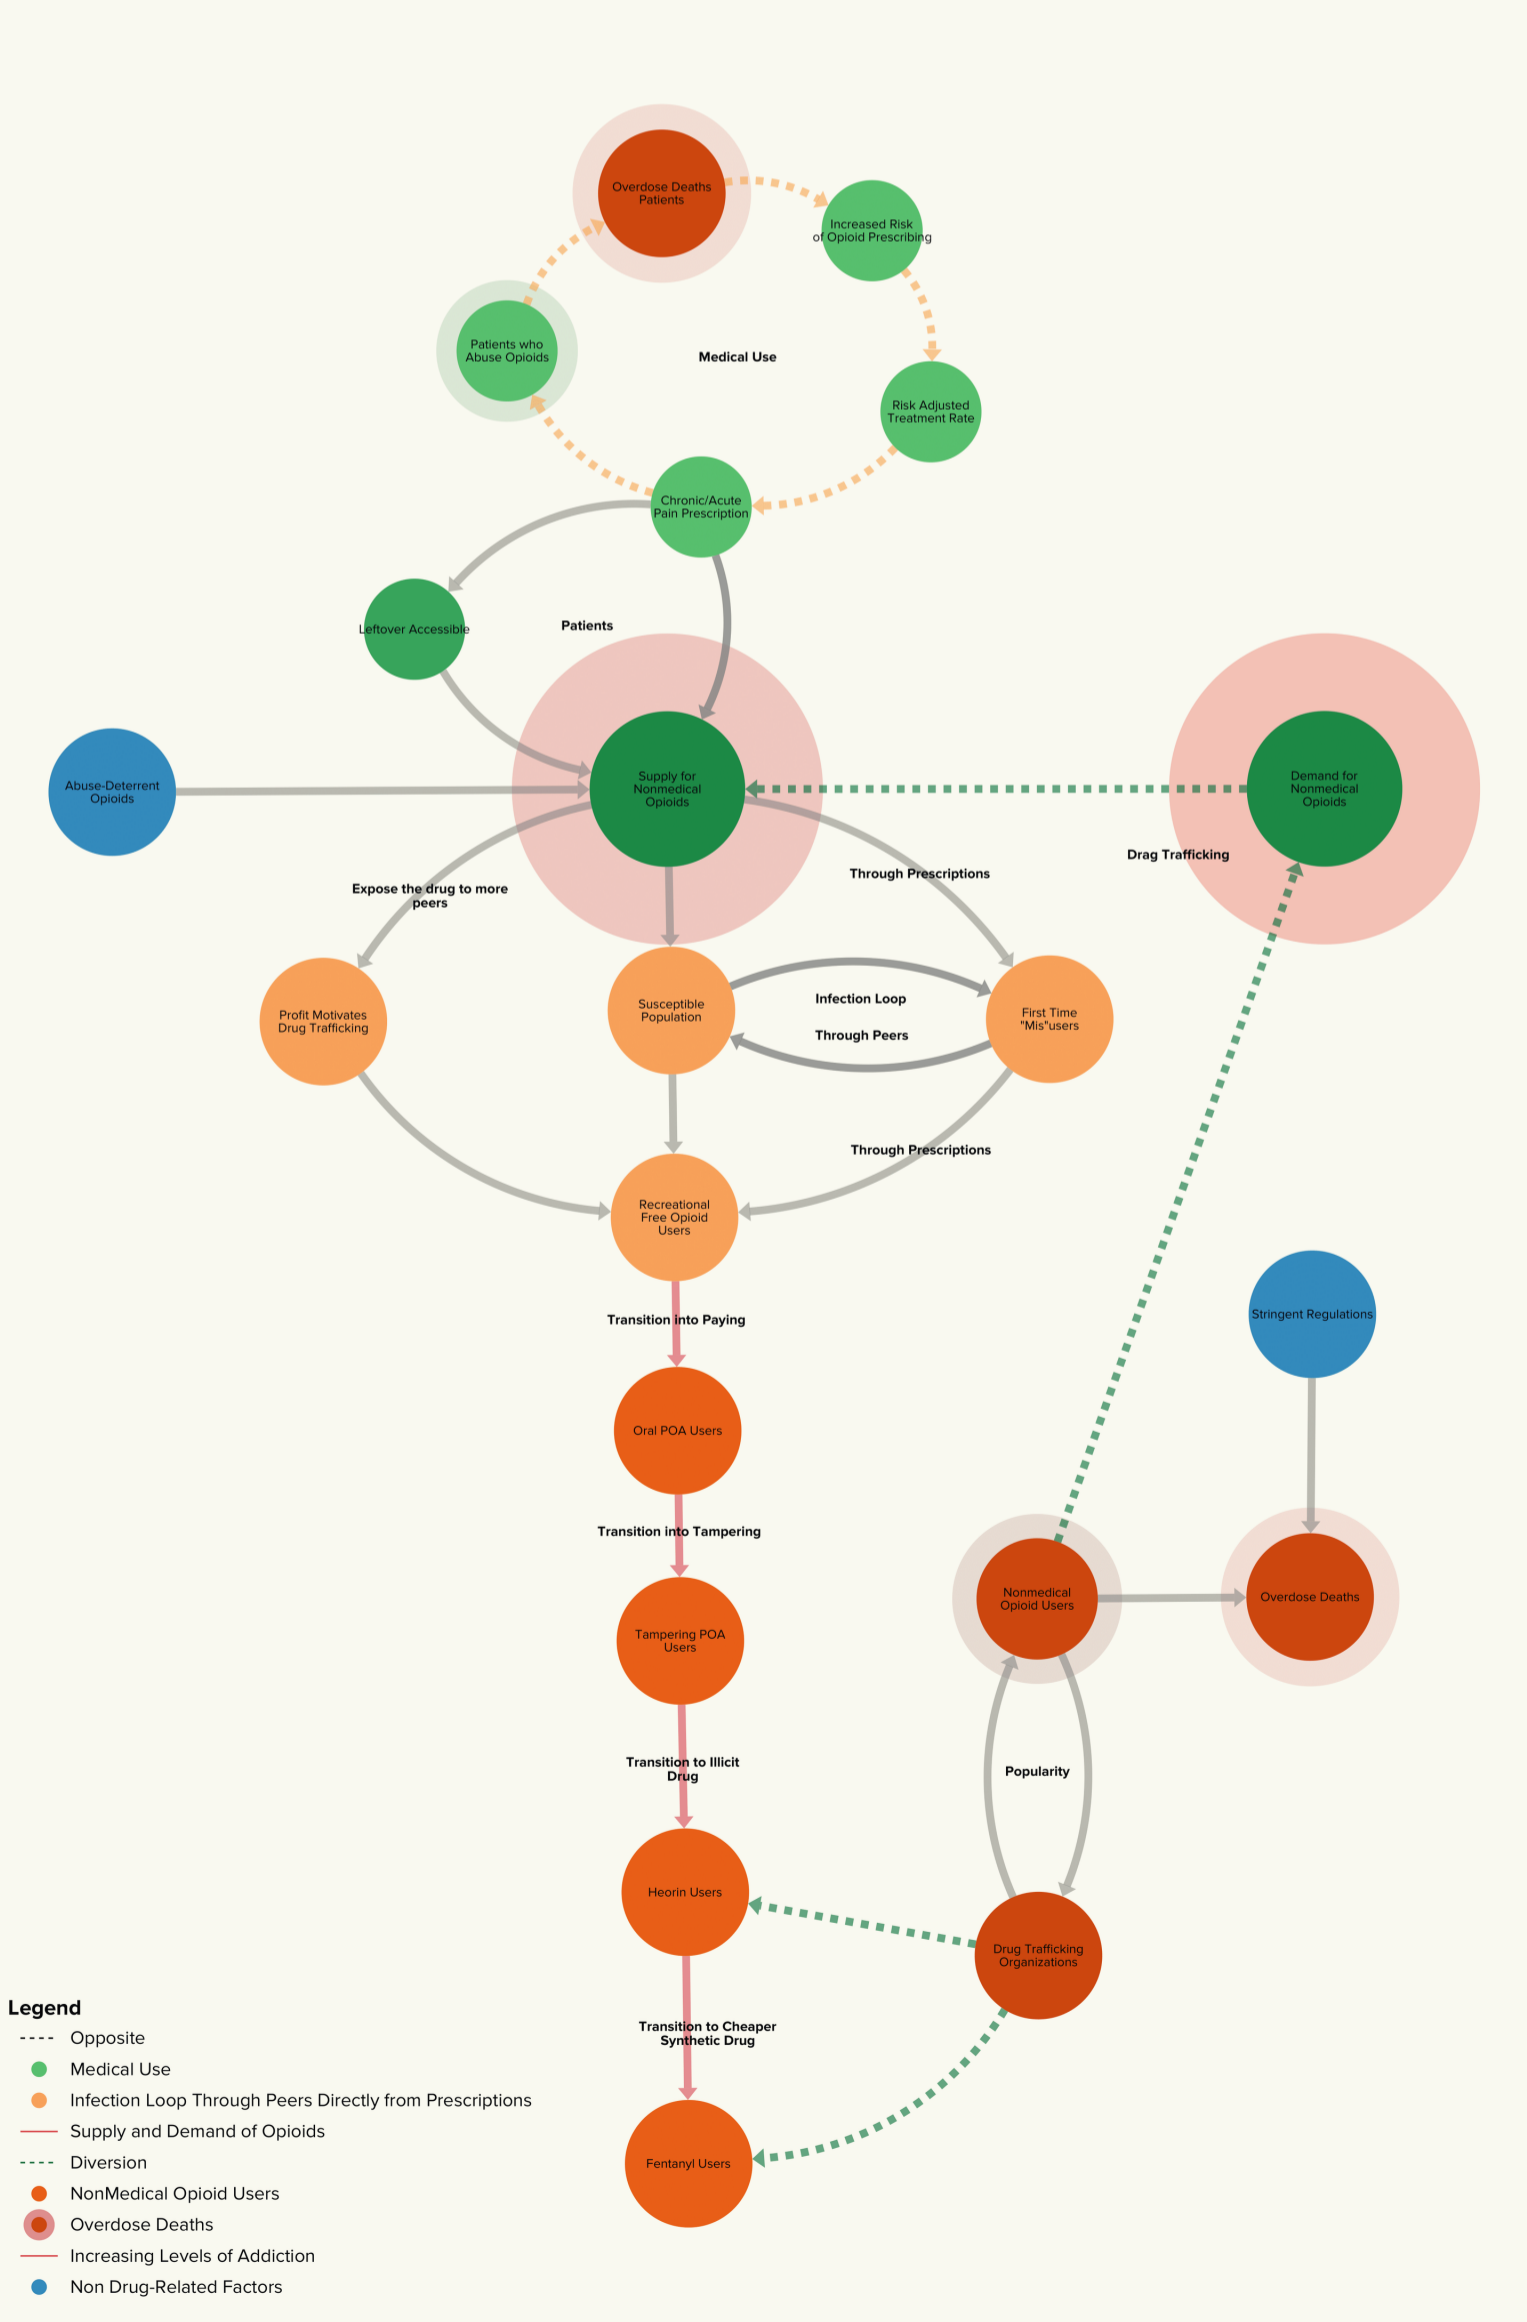 Overdose Deaths
Patients
Increased Risk
of Opioid Prescribing
Patients who
Abuse Opioids
Medical Use
Risk Adjusted
Treatment Rate
Chronic/Acute
Pain Prescription
Leftover Accessible
Patients
Abuse-Deterrent
Opioids
Supply for
Nonmedical
Opioids
Demand for
Nonmedical
Opioids
Drag Trafficking
Through Prescriptions
Expose the drug to more
peers
Profit Motivates
Drug Trafficking
Susceptible
Population
Infection Loop
Through Peers
First Time
"Mis"users
Through Prescriptions
Recreational
Free Opioid
Users
Transition into Paying
Stringent Regulations
Oral POA Users
Transition into Tampering
Nonmedical
Opioid Users
Overdose Deaths
Tampering POA
Users
Transition to Illicit
Drug
Popularity
Heorin Users
Drug Trafficking
Organizations
Transition to Cheaper
Synthetic Drug
Fentanyl Users
Legend
Opposite
Medical Use
Infection Loop Through Peers Directly from Prescriptions
Supply and Demand of Opioids
Diversion
NonMedical Opioid Users
Overdose Deaths
Increasing Levels of Addiction
Non Drug-Related Factors